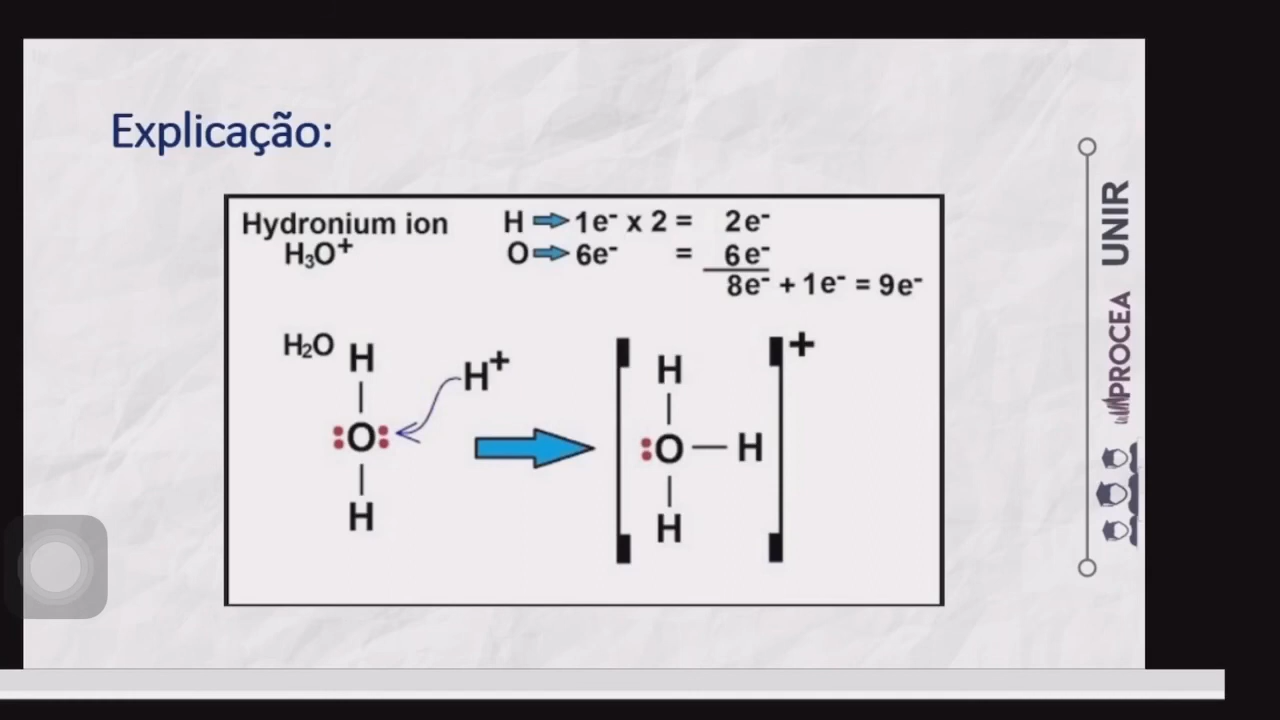 Explicação:
Hydronium ion
H₃O⁺
H ➡ 1e⁻ x 2 = 2e⁻
O ➡ 6e⁻ = 6e⁻
8e⁻ + 1e⁻ = 9e⁻
H₂O
H
:O:
H
H⁺
H
:O — H
H
+
PROCEA UNIR